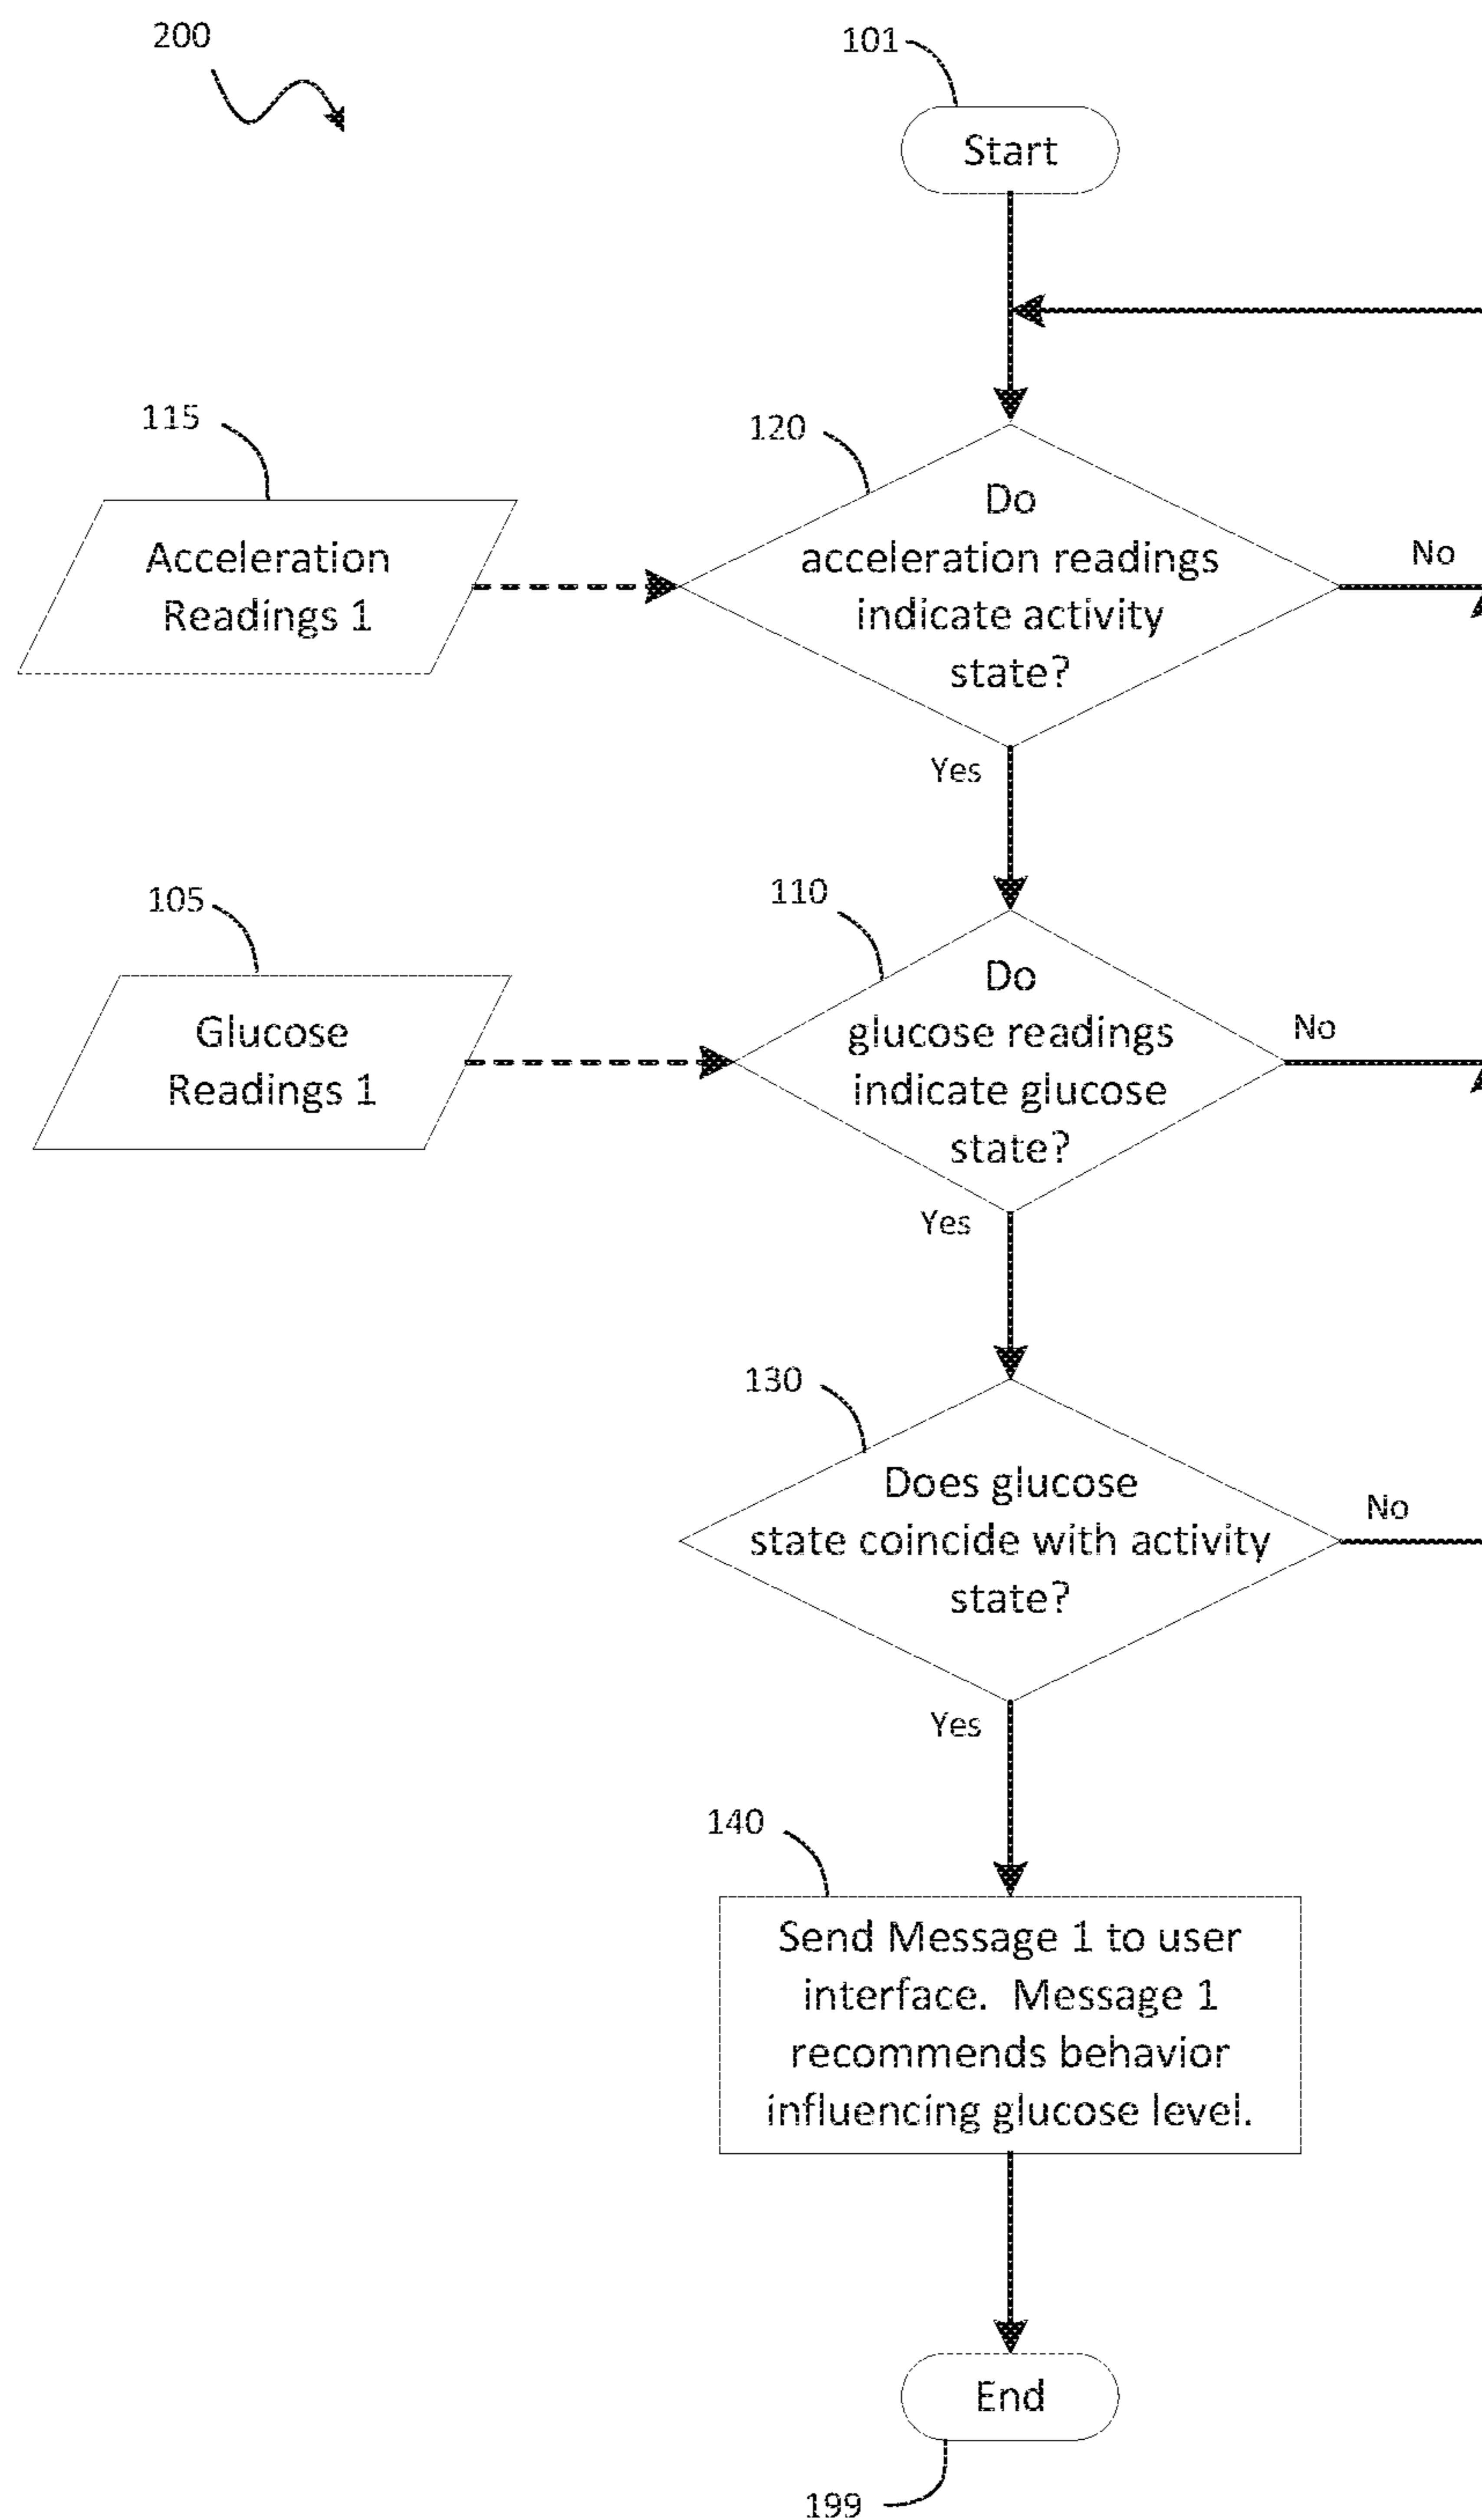 200
101
Start
115
120
Acceleration
Readings 1
Do
acceleration readings
indicate activity
state?
No
Yes
105
110
Glucose
Readings 1
Do
glucose readings
indicate glucose
state?
No
Yes
130
Does glucose
state coincide with activity
state?
No
Yes
140
Send Message 1 to user
interface.  Message 1
recommends behavior
influencing glucose level.
End
199